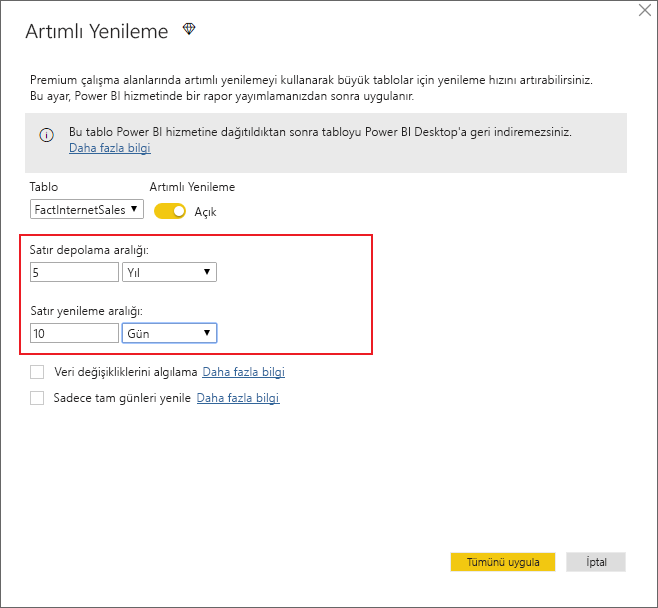 Artımlı Yenileme
Premium çalışma alanlarında artımlı yenilemeyi kullanarak büyük tablolar için yenileme hızını artırabilirsiniz.
Bu ayar, Power BI hizmetinde bir rapor yayımlamanızdan sonra uygulanır.
Bu tablo Power BI hizmetine dağıtıldıktan sonra tabloyu Power BI Desktop'a geri indiremezsiniz.
Daha fazla bilgi
Tablo Artımlı Yenileme
FactInternetSales Açık
Satır depolama aralığı:
5 Yıl
Satır yenileme aralığı:
10 Gün
Veri değişikliklerini algılama Daha fazla bilgi
Sadece tam günleri yenile Daha fazla bilgi
Tümünü uygula İptal